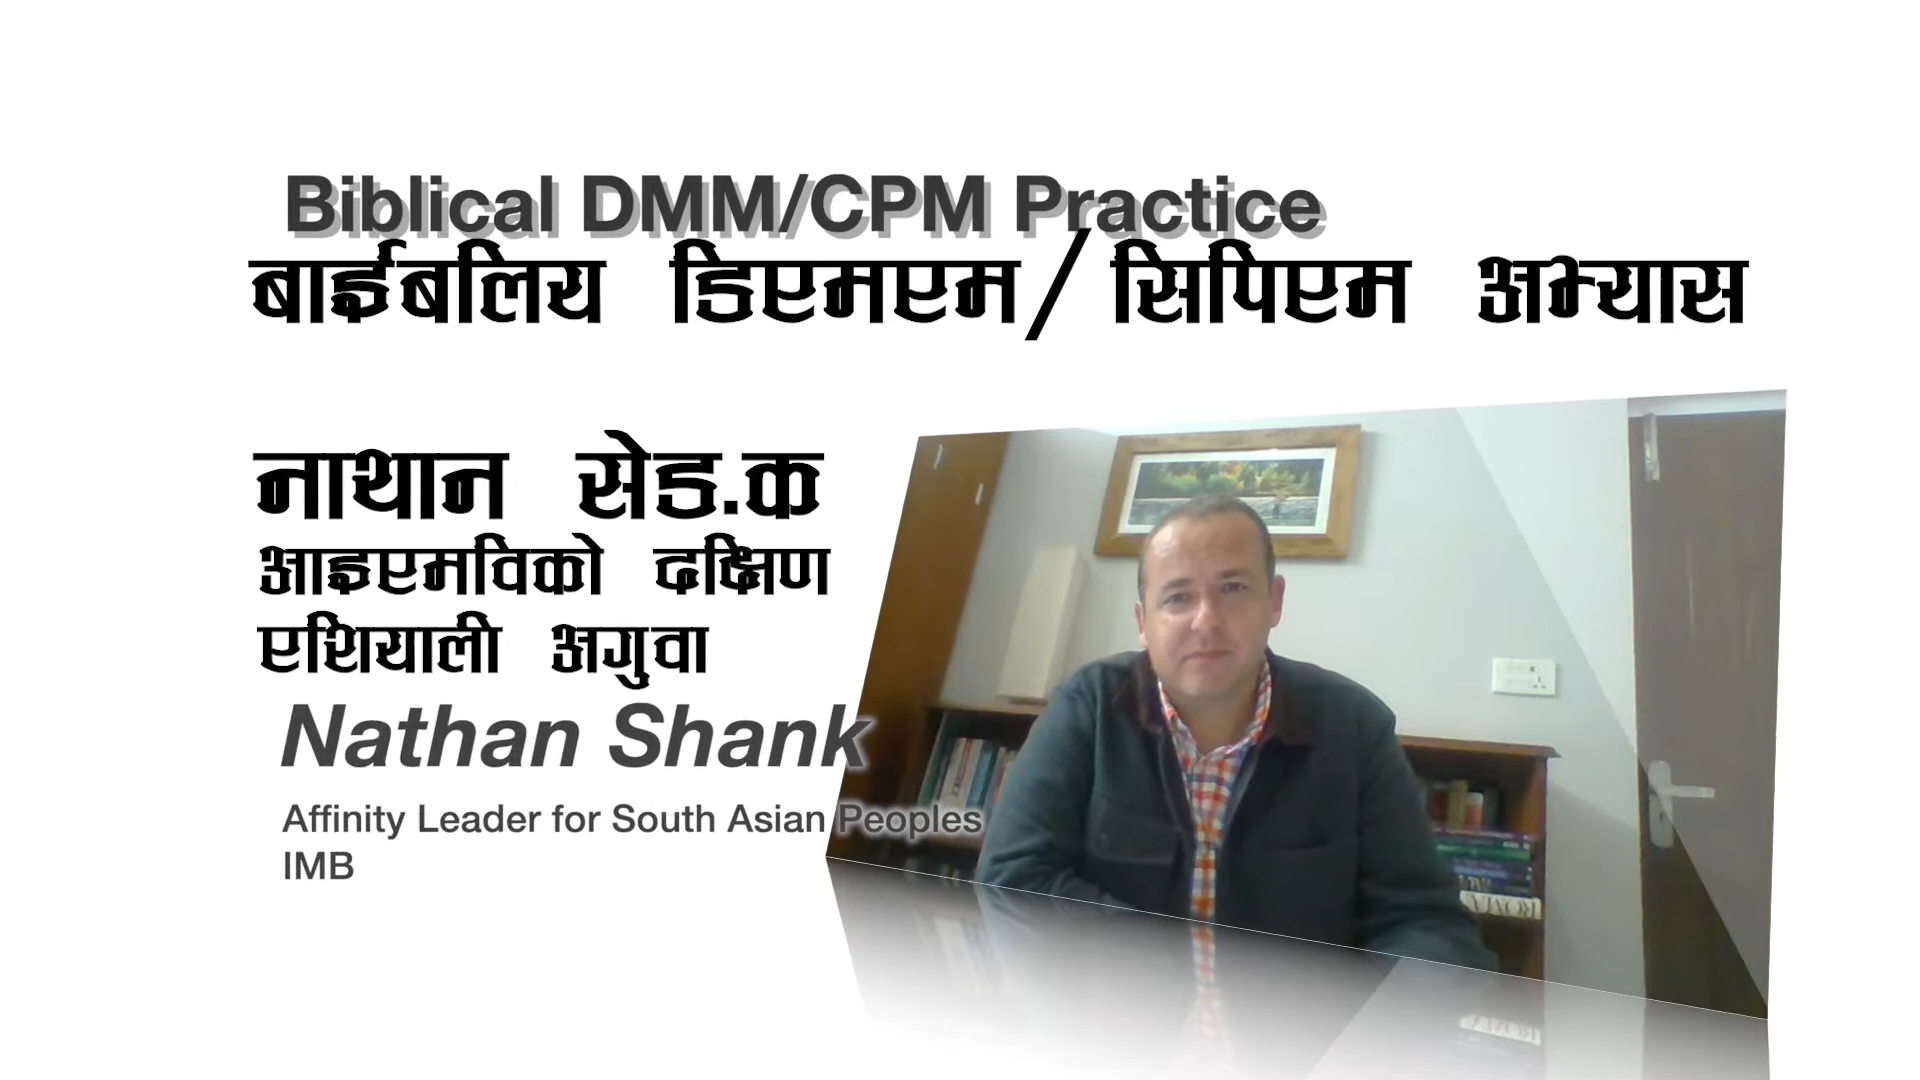 Biblical DMM/CPM Practice
बाईबलिय डिएमएम/सिपिएम अभ्यास
नाथान सेड.क
आइएमविको दक्षिण
एशियाली अगुवा
Nathan Shank
Affinity Leader for South Asian Peoples
IMB